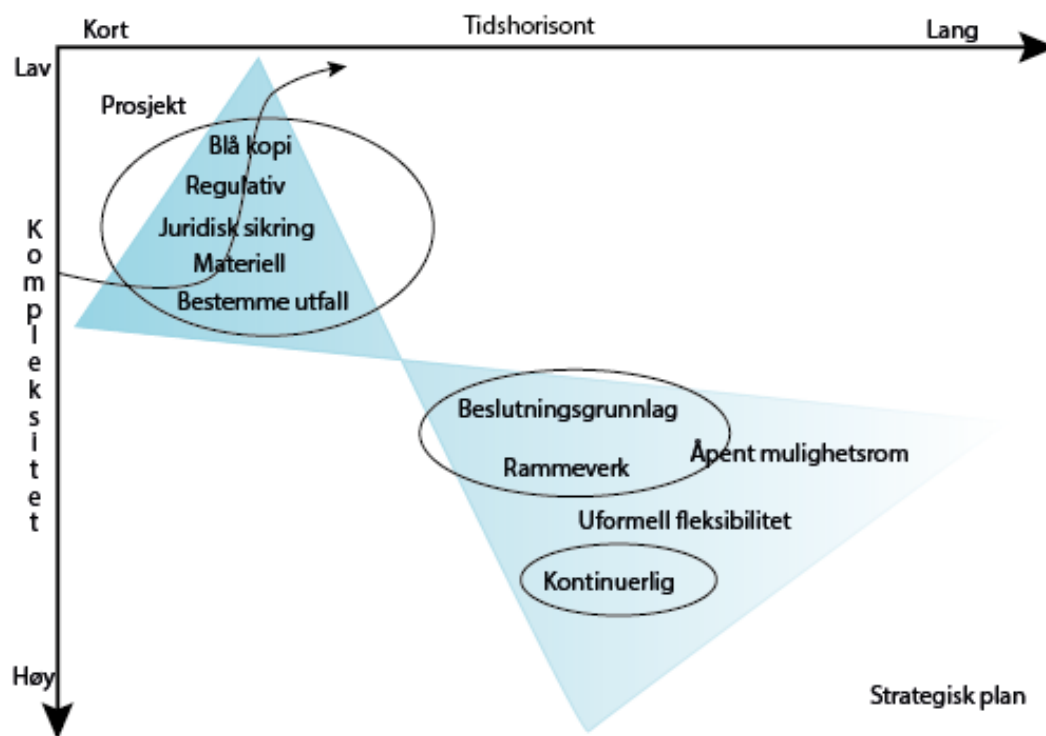 Kort
Tidshorisont
Lang
Lav
Prosjekt
Blå kopi
Regulativ
Juridisk sikring
Materiell
Bestemme utfall
Kompleksitet
Beslutningsgrunnlag
Rammeverk
Åpent mulighetsrom
Uformell fleksibilitet
Kontinuerlig
Høy
Strategisk plan